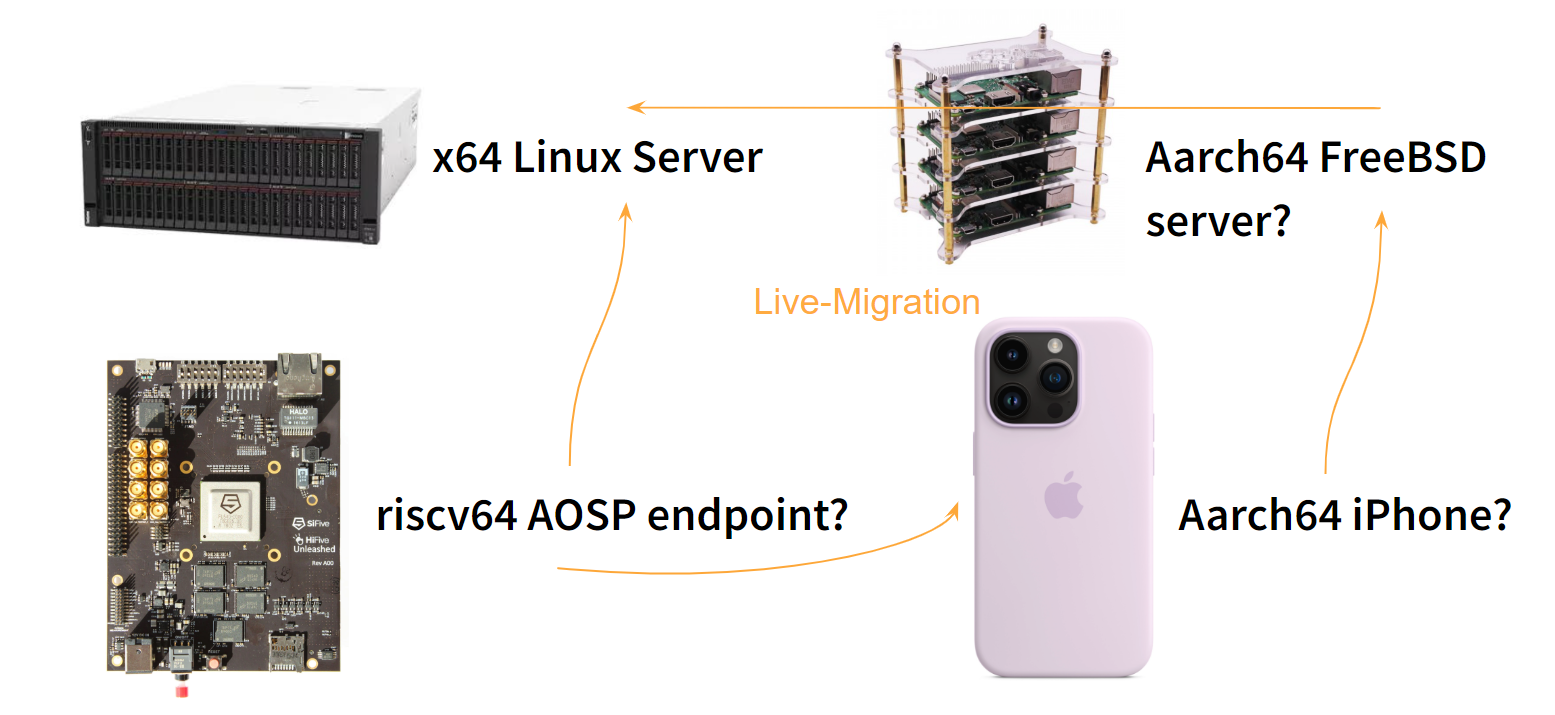 x64 Linux Server
Aarch64 FreeBSD
server?
Live-Migration
HALO
SiFive
HiFive
Unleashed
Rev A00
riscv64 AOSP endpoint?
Aarch64 iPhone?